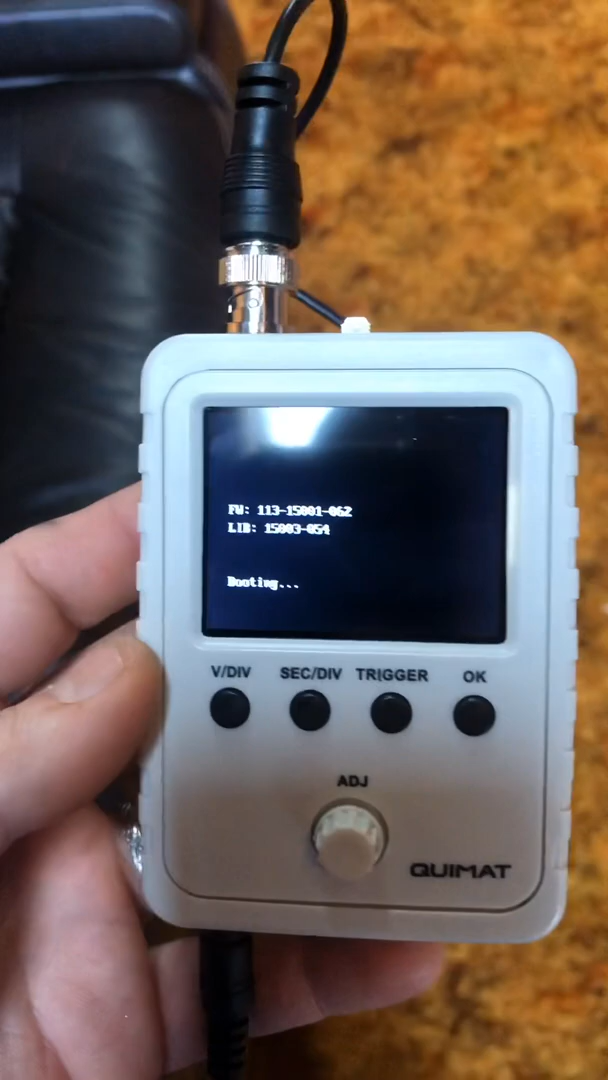 FW: 113-15001-062
LIB: 15003-054
Booting...
V/DIV SEC/DIV TRIGGER OK
ADJ
QUIMAT